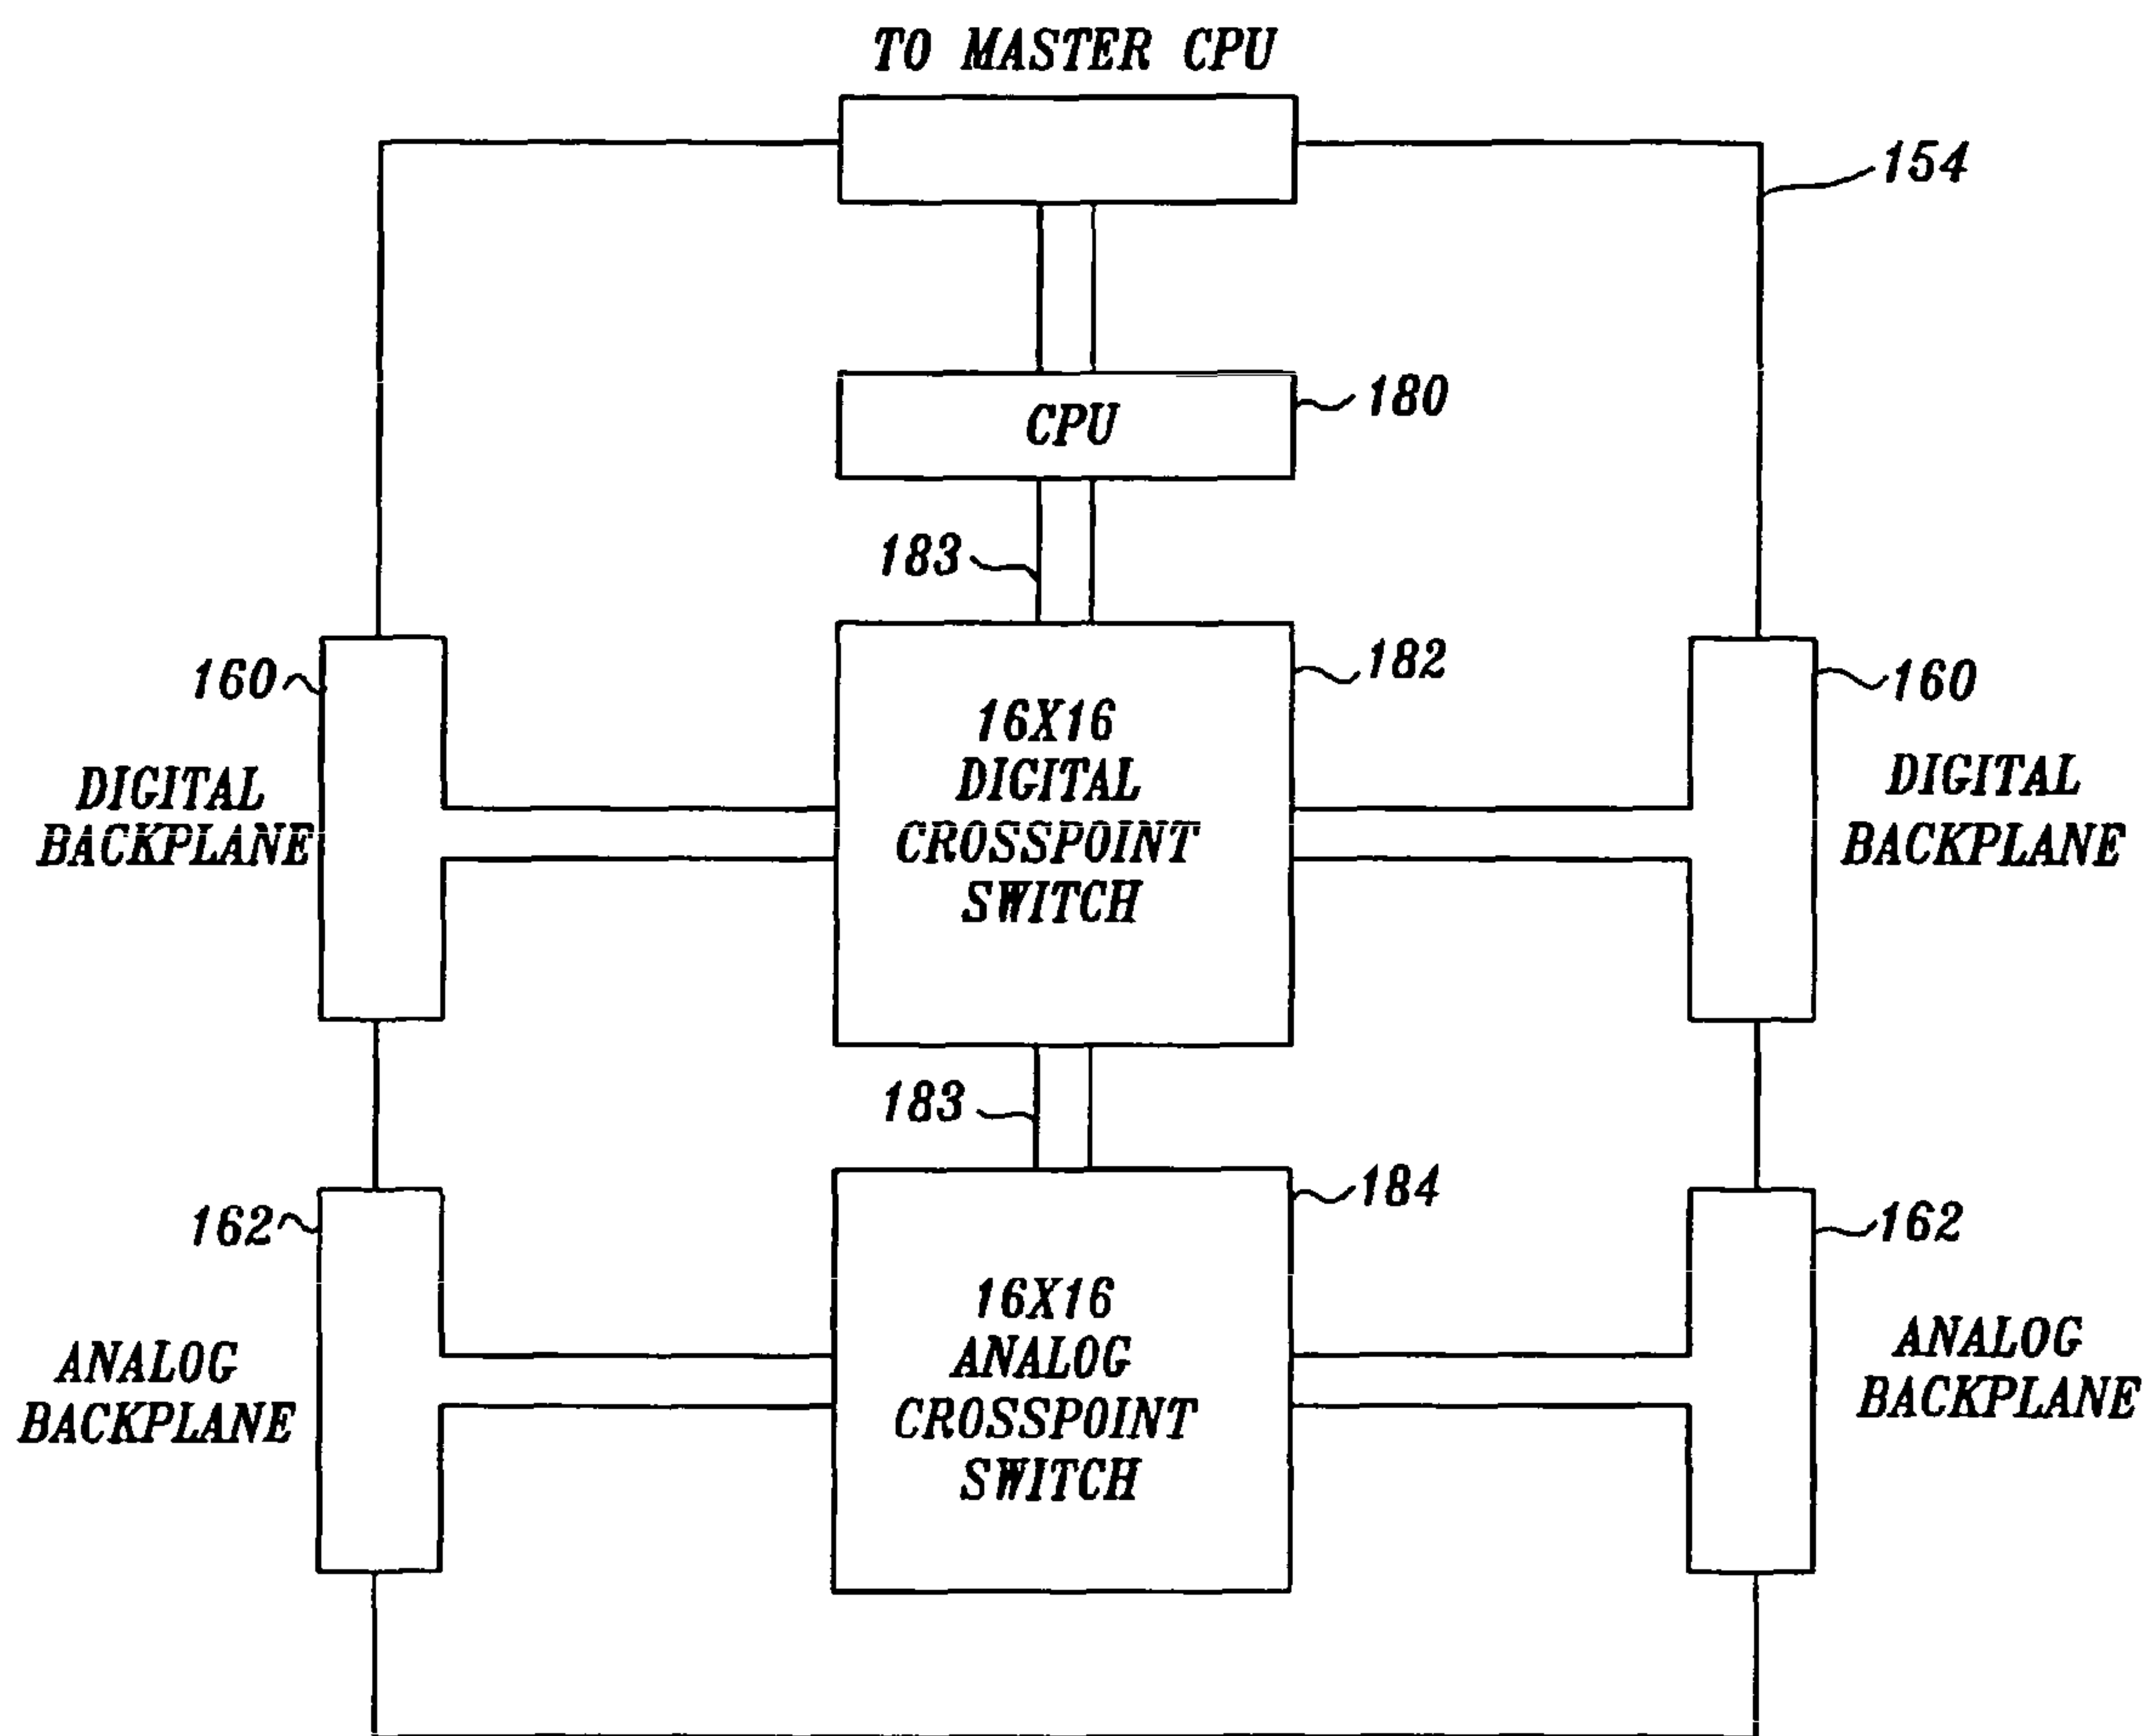 TO MASTER CPU
154
CPU
180
183
160
182
160
16X16
DIGITAL
CROSSPOINT
SWITCH
DIGITAL
BACKPLANE
DIGITAL
BACKPLANE
183
162
184
162
16X16
ANALOG
CROSSPOINT
SWITCH
ANALOG
BACKPLANE
ANALOG
BACKPLANE